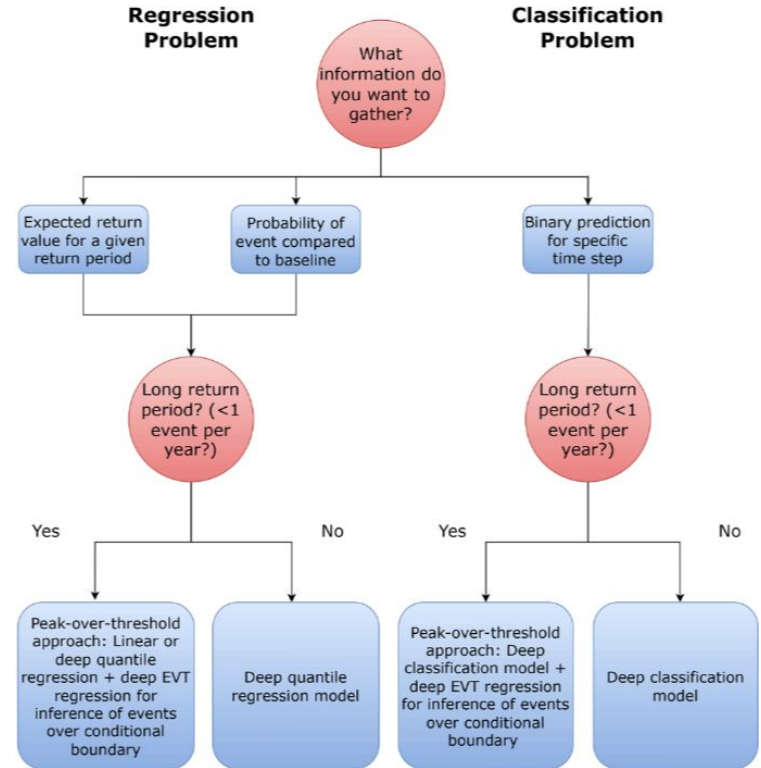 Regression
Problem
Classification
Problem
What
information do
you want to
gather?
Expected return
value for a given
return period
Probability of
event compared
to baseline
Binary prediction
for specific
time step
Long return
period? (<1
event per
year?)
Long return
period? (<1
event per
year?)
Yes
No
Yes
No
Peak-over-threshold
approach: Linear or
deep quantile
regression + deep EVT
regression for
inference of events
over conditional
boundary
Deep quantile
regression model
Peak-over-threshold
approach: Deep
classification model +
deep EVT regression
for inference of events
over conditional
boundary
Deep classification
model